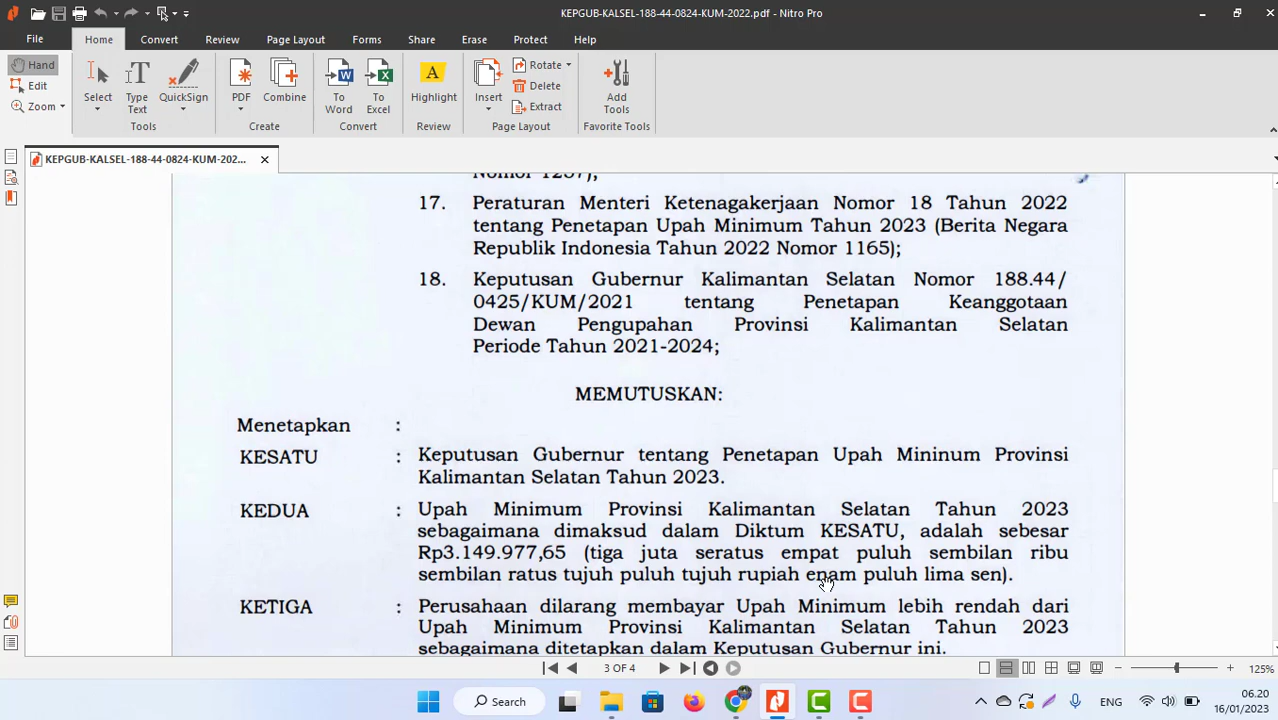 KEPGUB-KALSEL-188-44-0824-KUM-2022.pdf - Nitro Pro
File Home Convert Review Page Layout Forms Share Erase Protect Help
Hand
Edit
Zoom
Select
Type Text
QuickSign
Tools
PDF
Combine
Create
To Word
To Excel
Convert
Highlight
Review
Insert
Rotate
Delete
Extract
Page Layout
Add Tools
Favorite Tools
KEPGUB-KALSEL-188-44-0824-KUM-202...
Nomor 1257);
17. Peraturan Menteri Ketenagakerjaan Nomor 18 Tahun 2022
tentang Penetapan Upah Minimum Tahun 2023 (Berita Negara
Republik Indonesia Tahun 2022 Nomor 1165);
18. Keputusan Gubernur Kalimantan Selatan Nomor 188.44/
0425/KUM/2021 tentang Penetapan Keanggotaan
Dewan Pengupahan Provinsi Kalimantan Selatan
Periode Tahun 2021-2024;
MEMUTUSKAN:
Menetapkan :
KESATU : Keputusan Gubernur tentang Penetapan Upah Mininum Provinsi
Kalimantan Selatan Tahun 2023.
KEDUA : Upah Minimum Provinsi Kalimantan Selatan Tahun 2023
sebagaimana dimaksud dalam Diktum KESATU, adalah sebesar
Rp3.149.977,65 (tiga juta seratus empat puluh sembilan ribu
sembilan ratus tujuh puluh tujuh rupiah enam puluh lima sen).
KETIGA : Perusahaan dilarang membayar Upah Minimum lebih rendah dari
Upah Minimum Provinsi Kalimantan Selatan Tahun 2023
sebagaimana ditetapkan dalam Keputusan Gubernur ini.
3 OF 4
125%
Search
ENG
06.20
16/01/2023